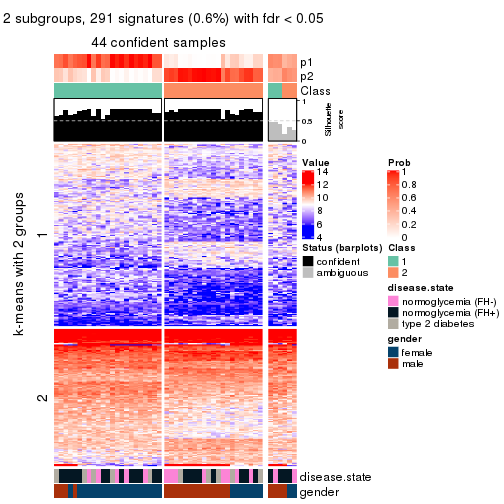 2 subgroups, 291 signatures (0.6%) with fdr < 0.05
44 confident samples
p1
p2
Class
1
0.5
0
Silhouette
score
k-means with 2 groups
1
2
Value
14
12
10
8
6
4
Prob
1
0.8
0.6
0.4
0.2
0
Status (barplots)
confident
ambiguous
Class
1
2
disease.state
normoglycemia (FH-)
normoglycemia (FH+)
type 2 diabetes
gender
female
male
disease.state
gender